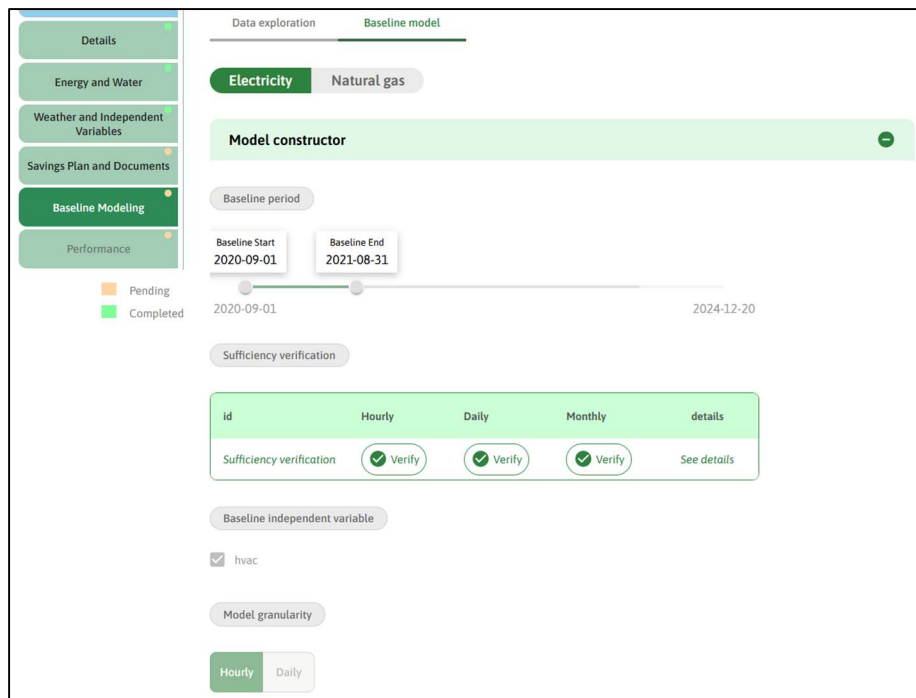 Details
Energy and Water
Weather and Independent
Variables
Savings Plan and Documents
Baseline Modeling
Performance
Pending
Completed
Data exploration Baseline model
Electricity Natural gas
Model constructor
Baseline period
Baseline Start Baseline End
2020-09-01 2021-08-31
2020-09-01 2024-12-20
Sufficiency verification
id Hourly Daily Monthly details
Sufficiency verification Verify Verify Verify See details
Baseline independent variable
hvac
Model granularity
Hourly Daily